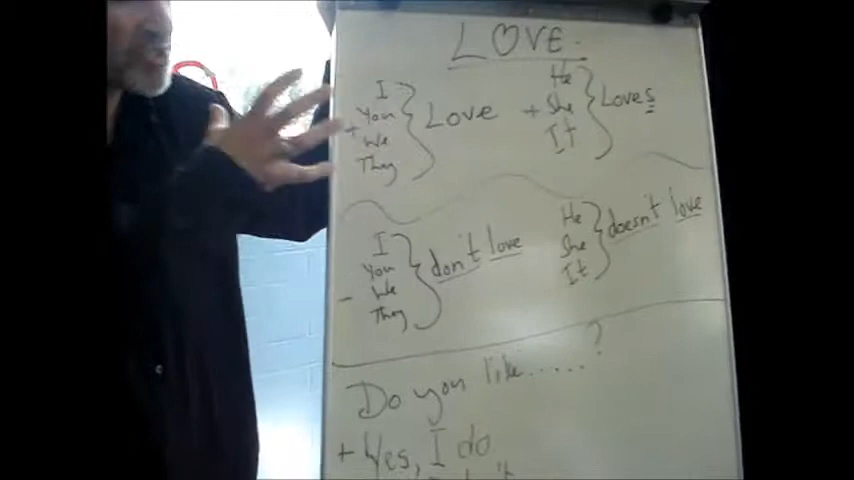 LOVE
I
You
+ We
They
Love
+ He
She
It
Loves
- I
You
We
They
don't love
He
She
It
doesn't love
Do you like......?
+ Yes, I do